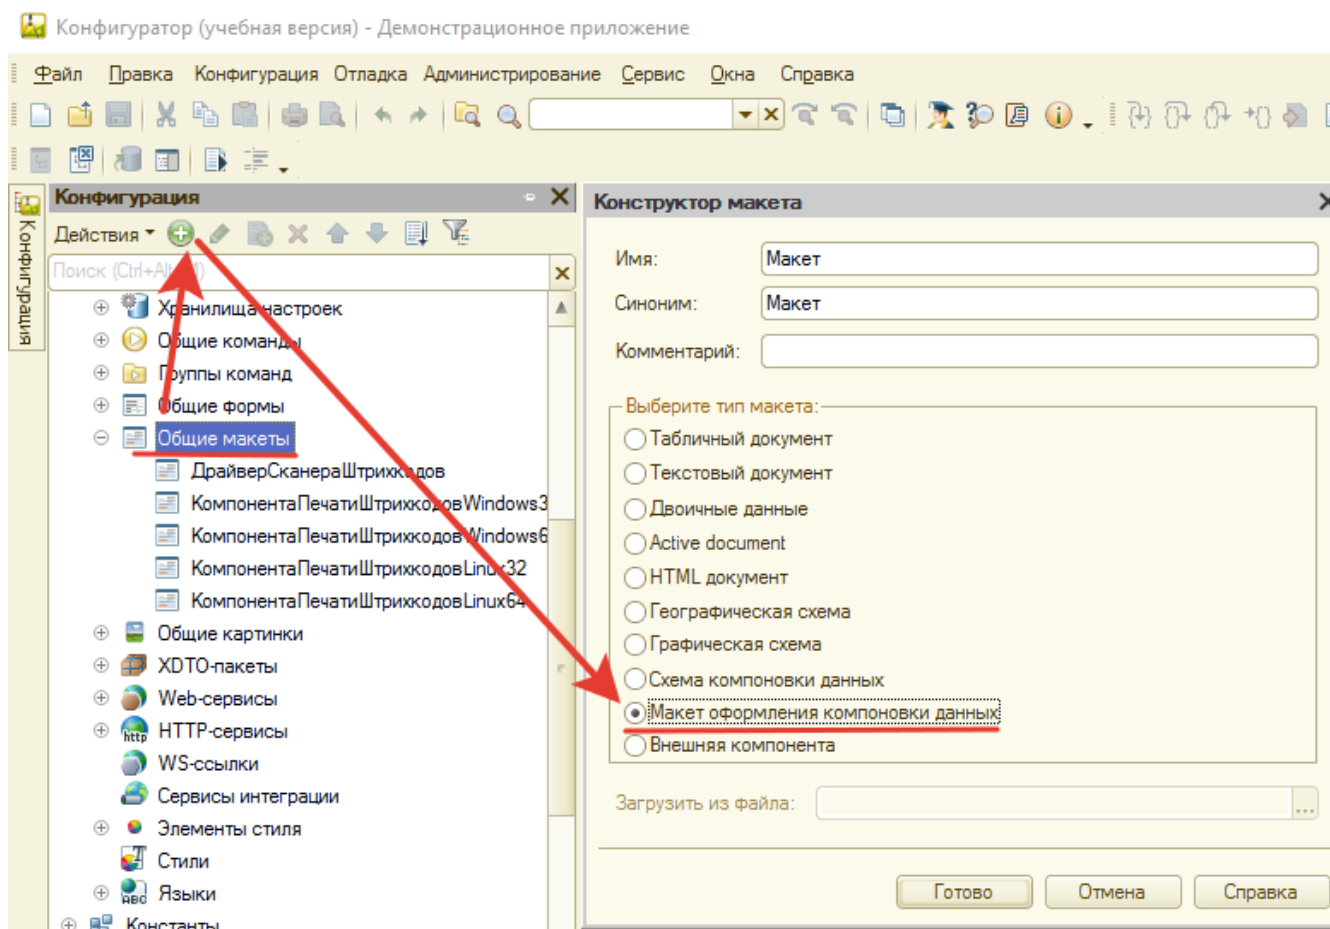 Конфигуратор (учебная версия) - Демонстрационное приложение
Файл Правка Конфигурация Отладка Администрирование Сервис Окна Справка
Конфигурация
Конфигурация
Действия
Поиск (Ctrl+Alt+M)
Хранилища настроек
Общие команды
Группы команд
Общие формы
Общие макеты
ДрайверСканераШтрихкодов
КомпонентаПечатиШтрихкодовWindows3
КомпонентаПечатиШтрихкодовWindows6
КомпонентаПечатиШтрихкодовLinux32
КомпонентаПечатиШтрихкодовLinux64
Общие картинки
XDTO-пакеты
Web-сервисы
HTTP-сервисы
WS-ссылки
Сервисы интеграции
Элементы стиля
Стили
Языки
Константы
Конструктор макета
Имя: Макет
Синоним: Макет
Комментарий:
Выберите тип макета:
Табличный документ
Текстовый документ
Двоичные данные
Active document
HTML документ
Географическая схема
Графическая схема
Схема компоновки данных
Макет оформления компоновки данных
Внешняя компонента
Загрузить из файла: ...
Готово Отмена Справка